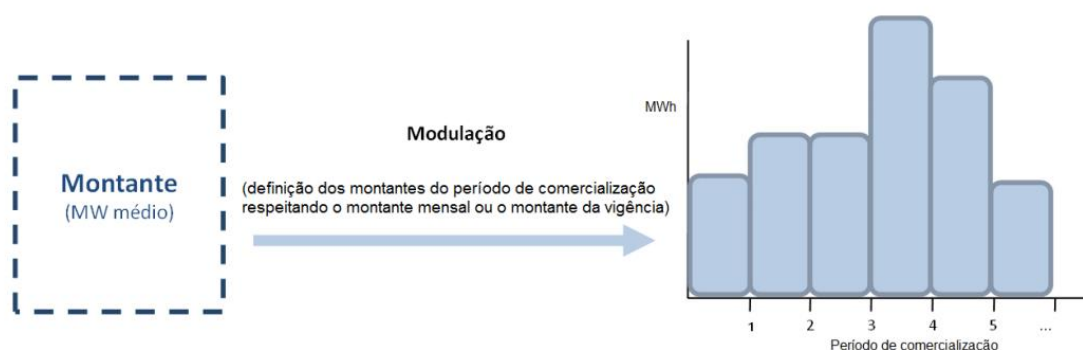 Montante
(MW médio)
Modulação
(definição dos montantes do período de comercialização
respeitando o montante mensal ou o montante da vigência)
MWh
1 2 3 4 5 ...
Período de comercialização